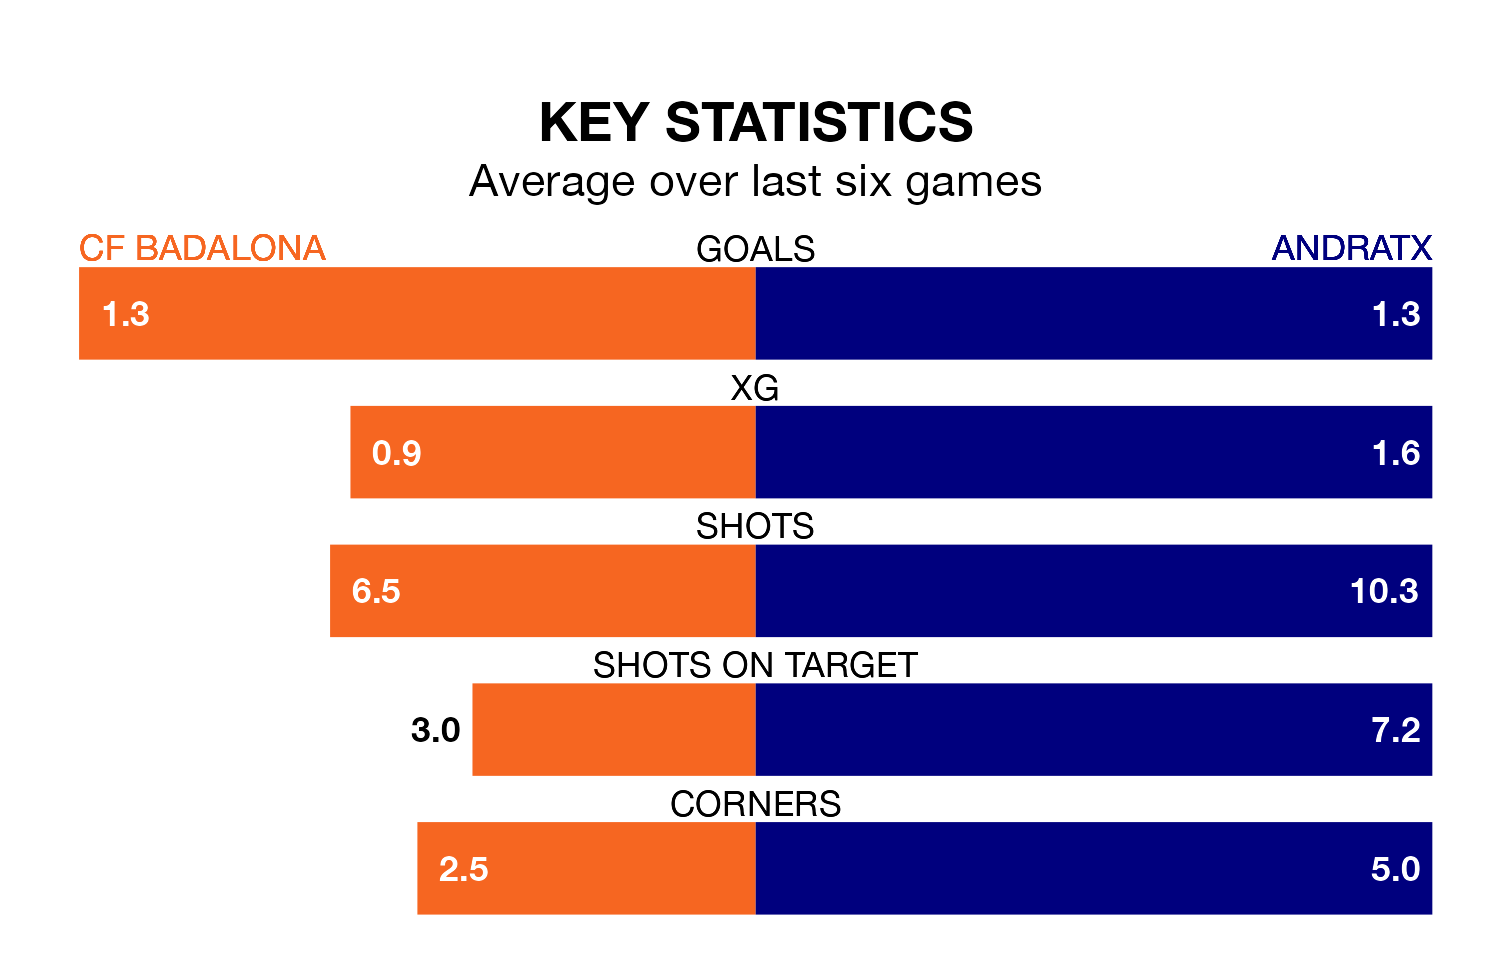 KEY STATISTICS
Average over last six games
CF BADALONA GOALS ANDRATX
1.3 1.3
XG
0.9 1.6
SHOTS
6.5 10.3
SHOTS ON TARGET
3.0 7.2
CORNERS
2.5 5.0